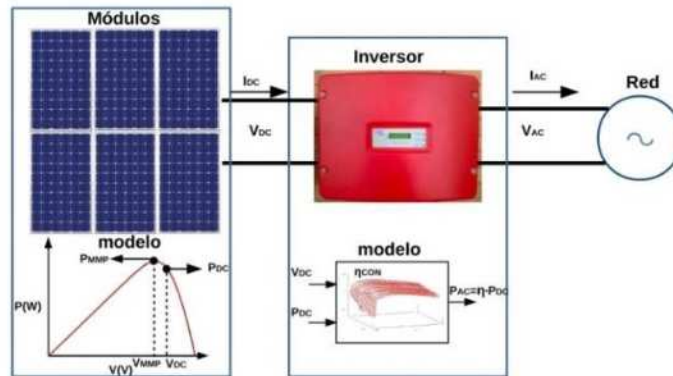 Módulos
Inversor
Red
IDC
VDC
IAC
VAC
modelo
PMMP
PDC
P(W)
VMMP
VDC
V(V)
modelo
VDC
PDC
ηCON
PAC=η·PDC